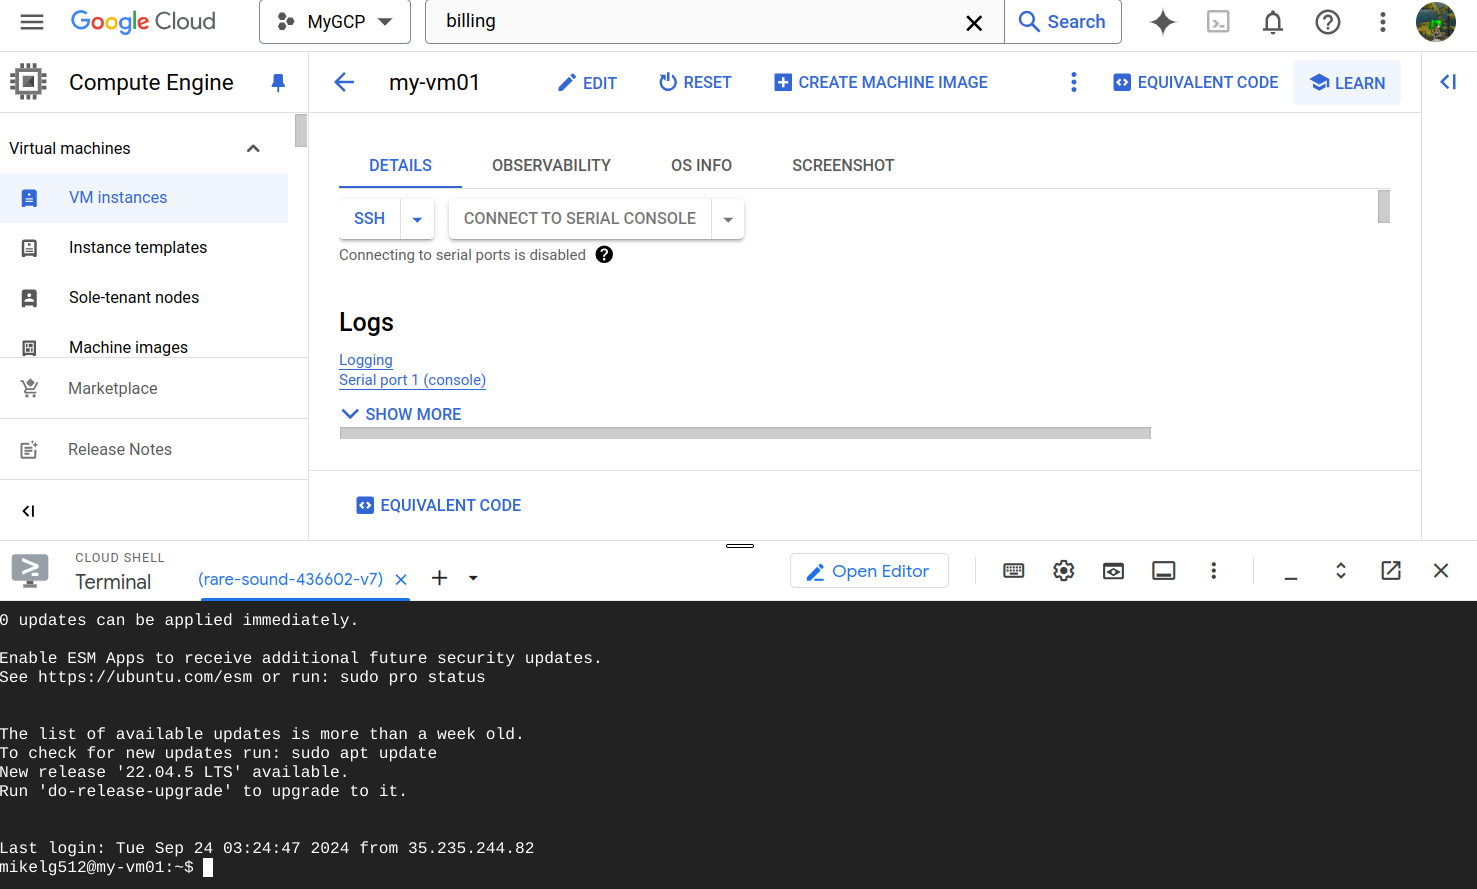 Google Cloud
MyGCP
billing
Search
Compute Engine
my-vm01
EDIT
RESET
CREATE MACHINE IMAGE
EQUIVALENT CODE
LEARN
Virtual machines
VM instances
Instance templates
Sole-tenant nodes
Machine images
Marketplace
Release Notes
DETAILS
OBSERVABILITY
OS INFO
SCREENSHOT
SSH
CONNECT TO SERIAL CONSOLE
Connecting to serial ports is disabled
Logs
Logging
Serial port 1 (console)
SHOW MORE
EQUIVALENT CODE
CLOUD SHELL
Terminal
(rare-sound-436602-v7)
Open Editor
0 updates can be applied immediately.
Enable ESM Apps to receive additional future security updates.
See https://ubuntu.com/esm or run: sudo pro status
The list of available updates is more than a week old.
To check for new updates run: sudo apt update
New release '22.04.5 LTS' available.
Run 'do-release-upgrade' to upgrade to it.
Last login: Tue Sep 24 03:24:47 2024 from 35.235.244.82
mikelg512@my-vm01:~$